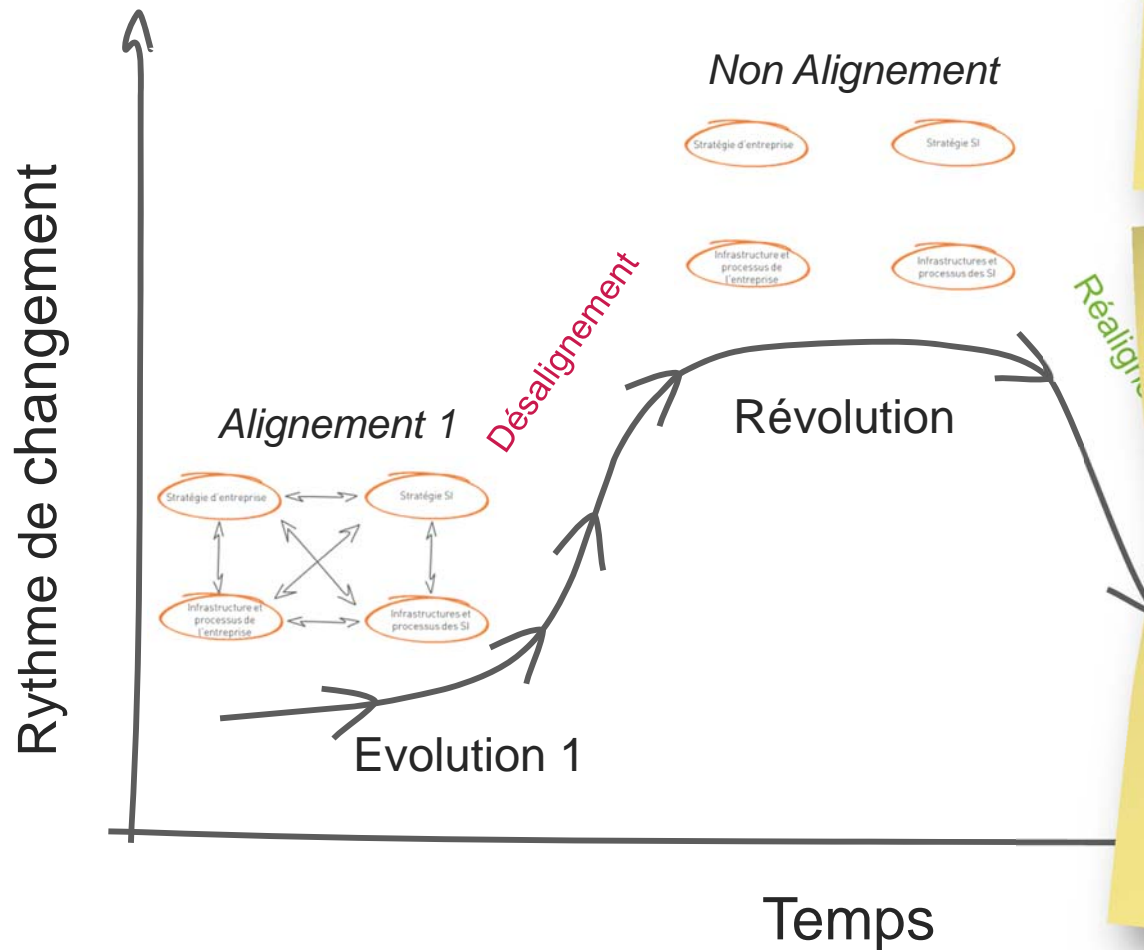 Non Alignement
Stratégie d'entreprise
Stratégie SI
Infrastructure et
processus de
l'entreprise
Infrastructures et
processus des SI
Rythme de changement
Désalignement
Réaligne
Révolution
Alignement 1
Stratégie d'entreprise
Stratégie SI
Infrastructure et
processus de
l'entreprise
Infrastructures et
processus des SI
Evolution 1
Temps